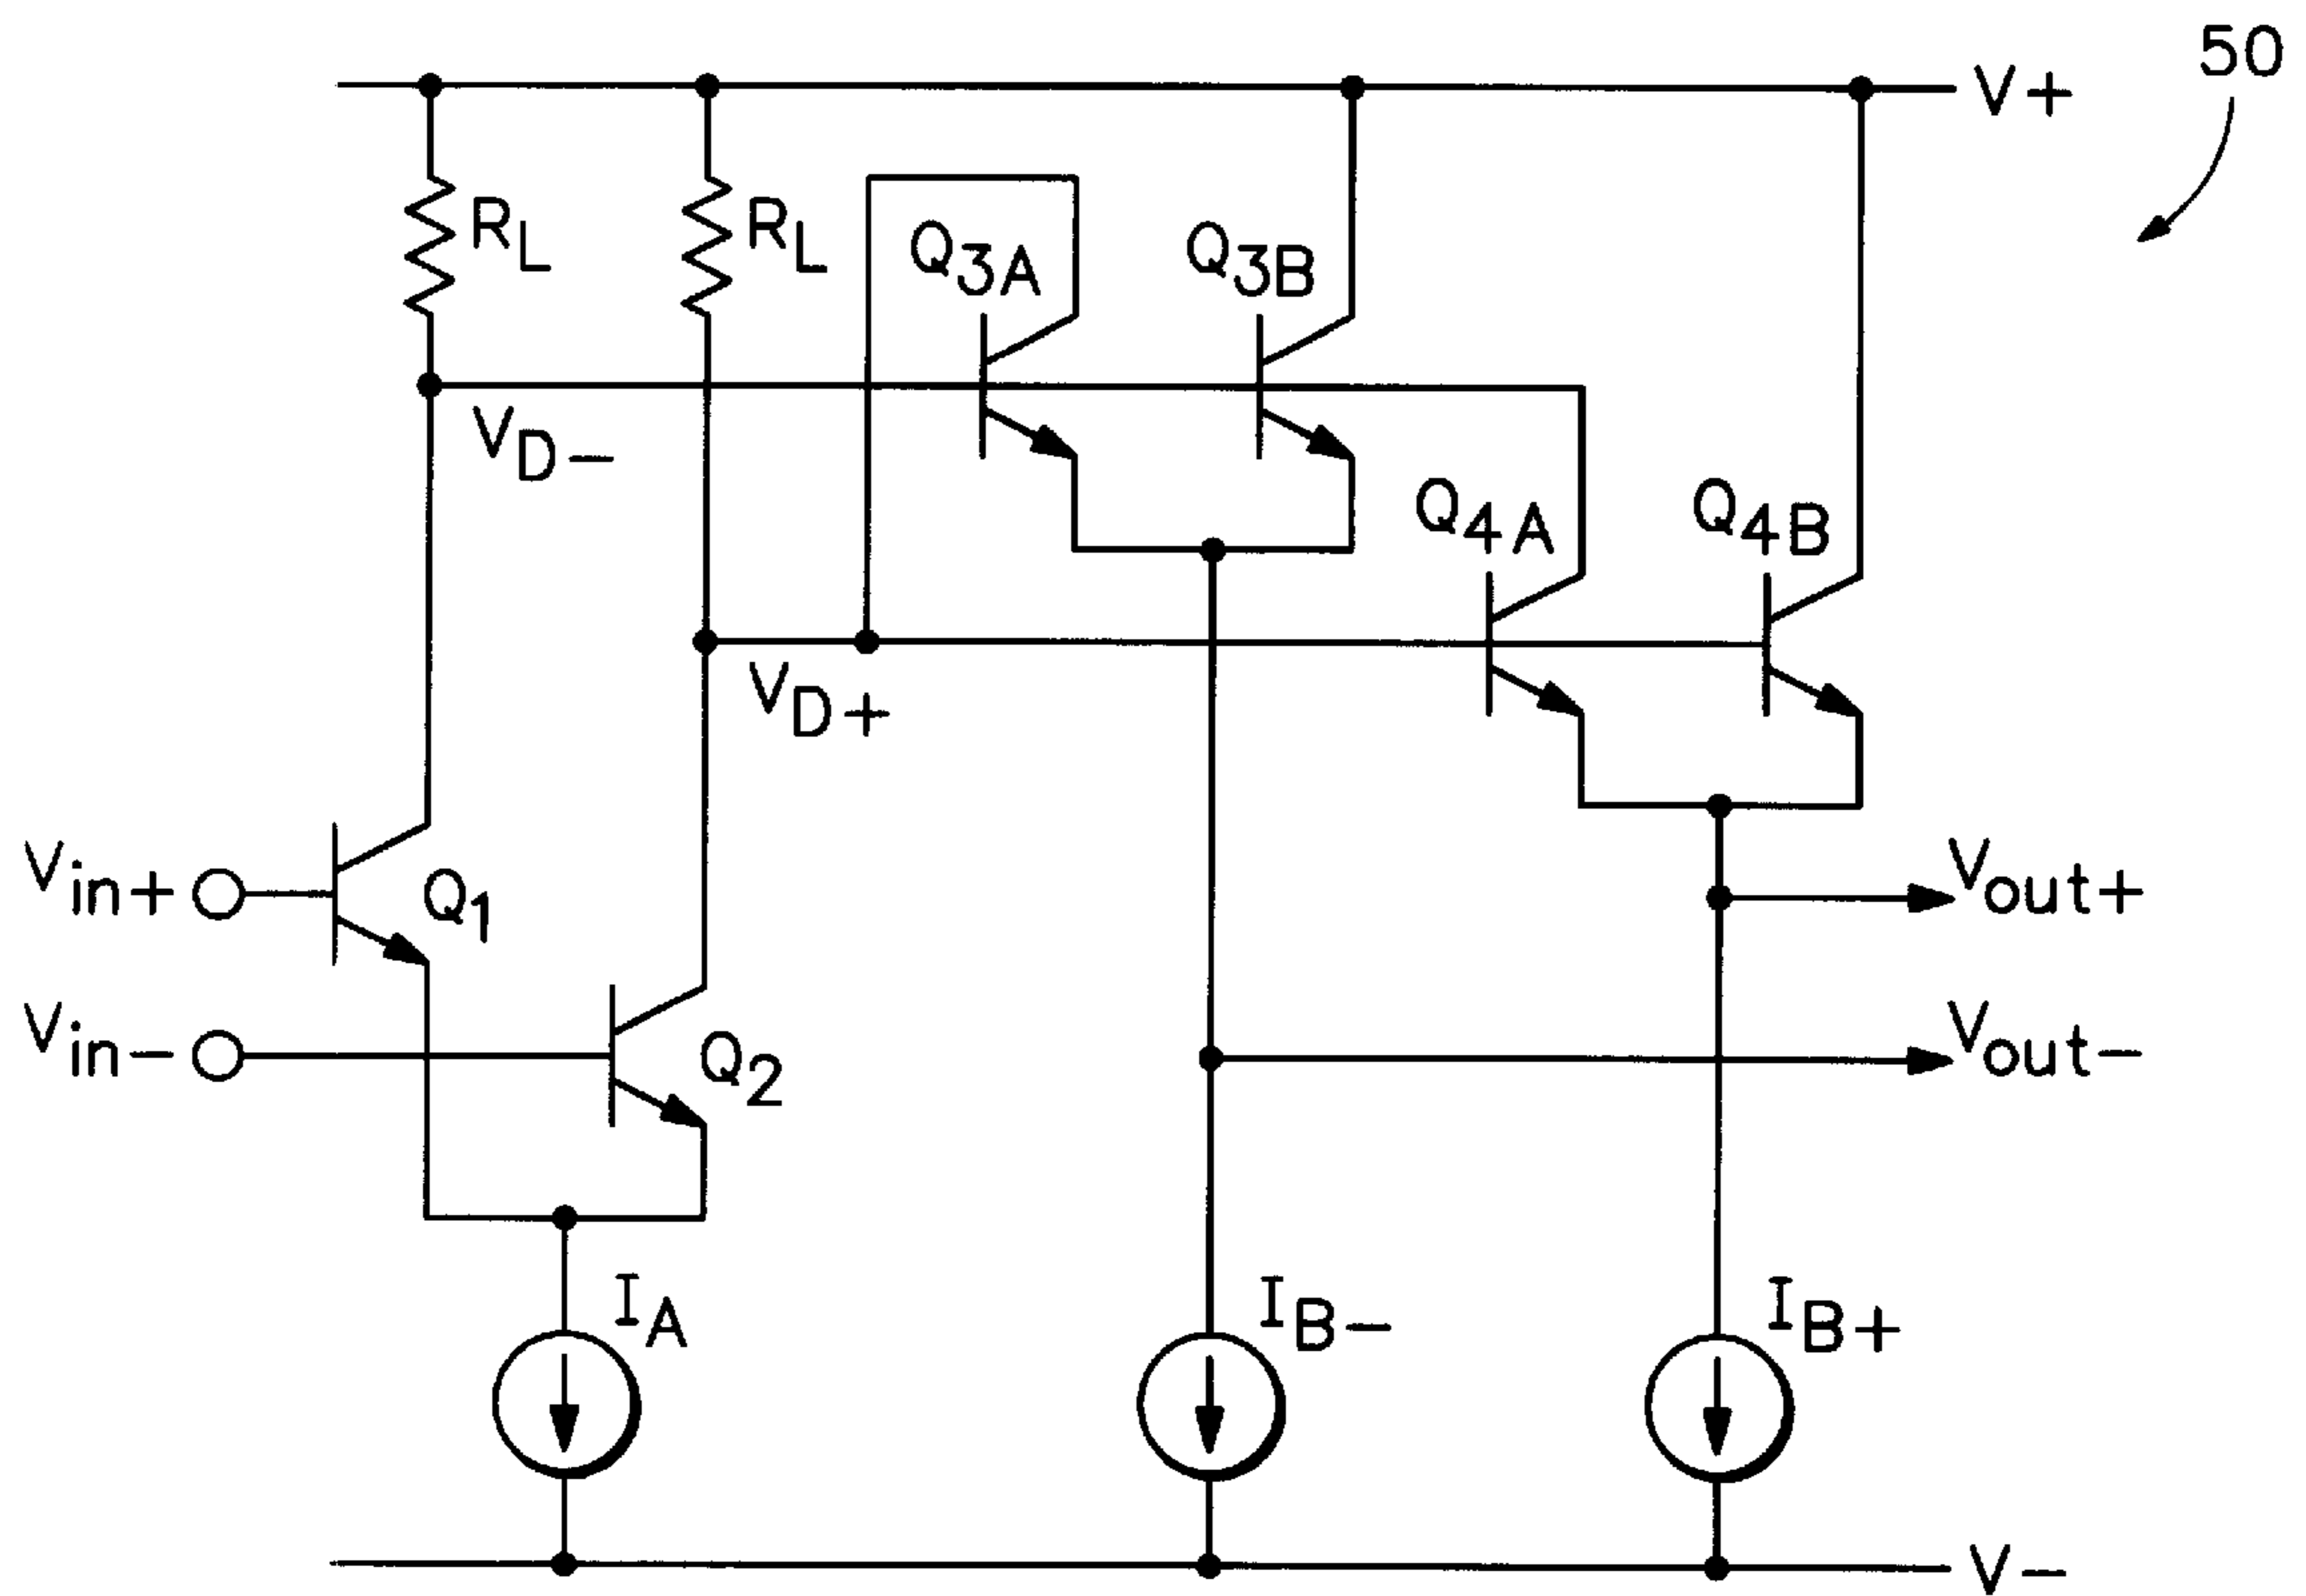 50
V+
RL
RL
Q3A
Q3B
VD-
Q4A
Q4B
VD+
Vin+
Q1
Vout+
Vin-
Q2
Vout-
IA
IB-
IB+
V-